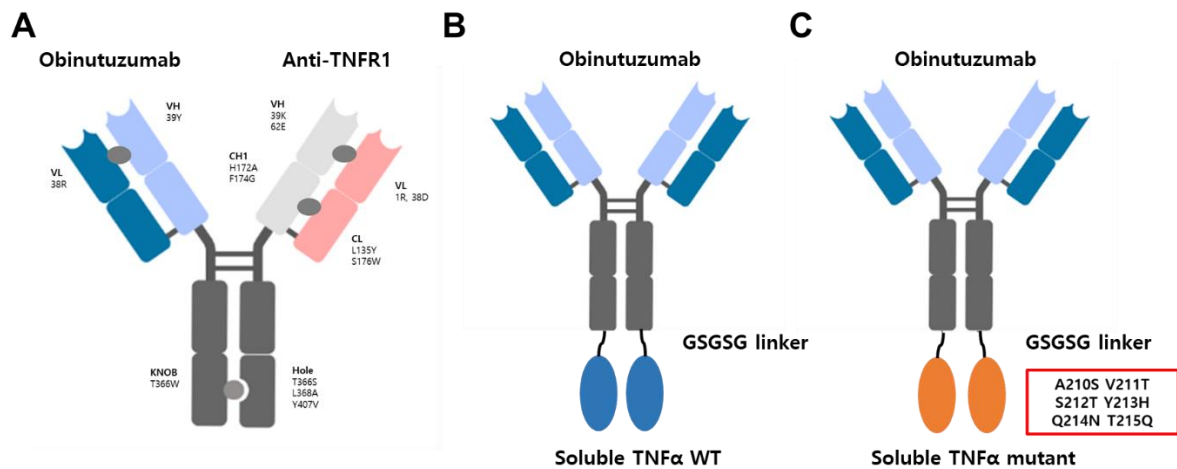 A
Obinutuzumab
Anti-TNFR1
VH
39Y
VH
39K
62E
CH1
H172A
F174G
VL
38R
VL
1R, 38D
CL
L135Y
S176W
KNOB
T366W
Hole
T366S
L368A
Y407V
B
Obinutuzumab
GSGSG linker
Soluble TNFα WT
C
Obinutuzumab
GSGSG linker
A210S V211T
S212T Y213H
Q214N T215Q
Soluble TNFα mutant